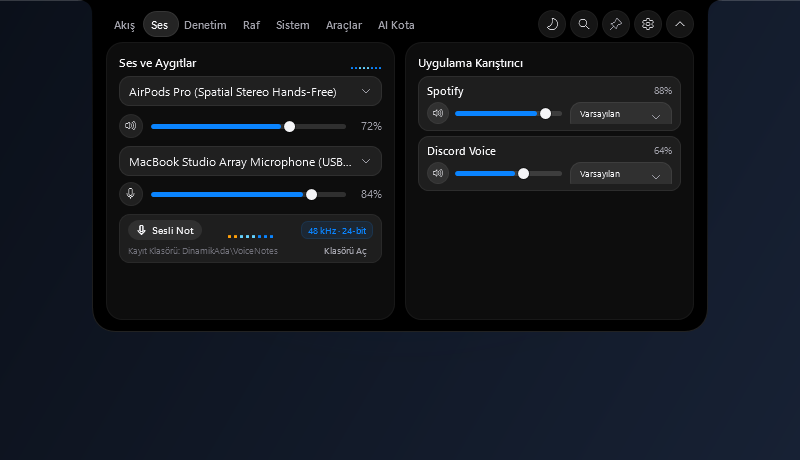 Akış Ses Denetim Raf Sistem Araçlar AI Kota
Ses ve Aygıtlar
AirPods Pro (Spatial Stereo Hands-Free)
72%
MacBook Studio Array Microphone (USB...
84%
Sesli Not
48 kHz · 24-bit
Kayıt Klasörü: DinamikAda\VoiceNotes
Klasörü Aç
Uygulama Karıştırıcı
Spotify
88%
Varsayılan
Discord Voice
64%
Varsayılan